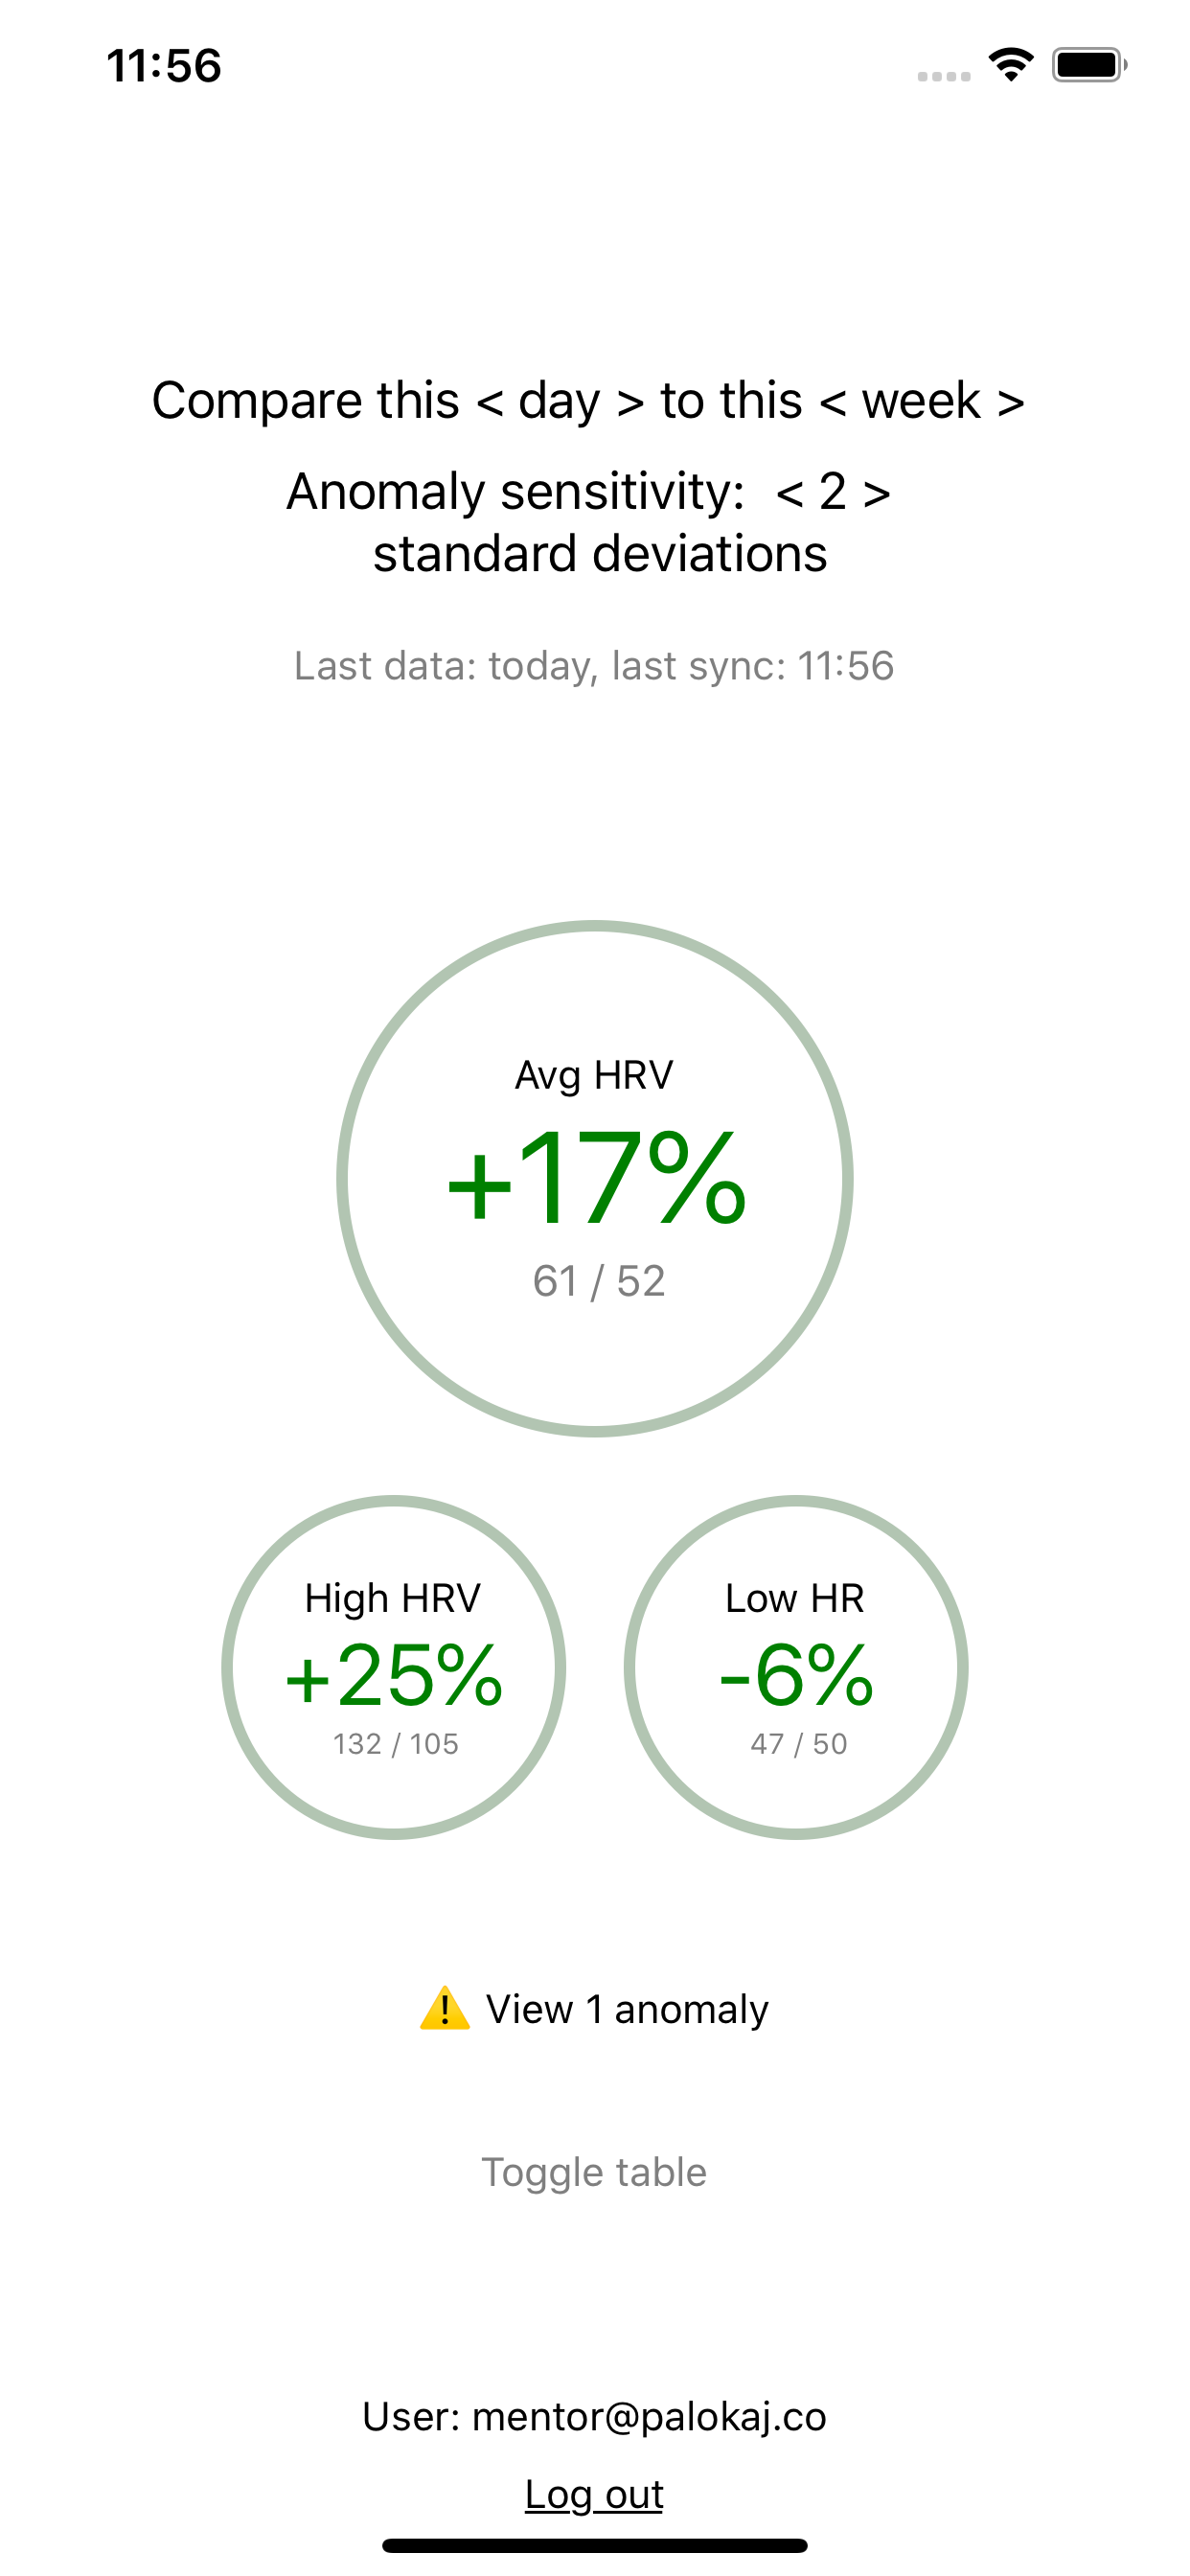 11:56
Compare this < day > to this < week >
Anomaly sensitivity: < 2 >
standard deviations
Last data: today, last sync: 11:56
Avg HRV
+17%
61 / 52
High HRV
+25%
132 / 105
Low HR
-6%
47 / 50
View 1 anomaly
Toggle table
User: mentor@palokaj.co
Log out